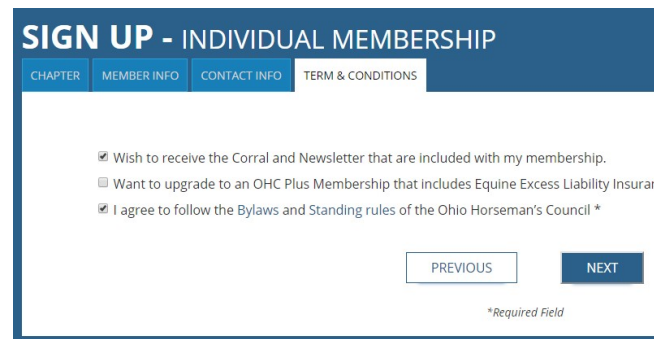 SIGN UP - INDIVIDUAL MEMBERSHIP
CHAPTER MEMBER INFO CONTACT INFO TERM & CONDITIONS
Wish to receive the Corral and Newsletter that are included with my membership.
Want to upgrade to an OHC Plus Membership that includes Equine Excess Liability
I agree to follow the Bylaws and Standing rules of the Ohio Horseman's Council *
PREVIOUS NEXT
*Required Field